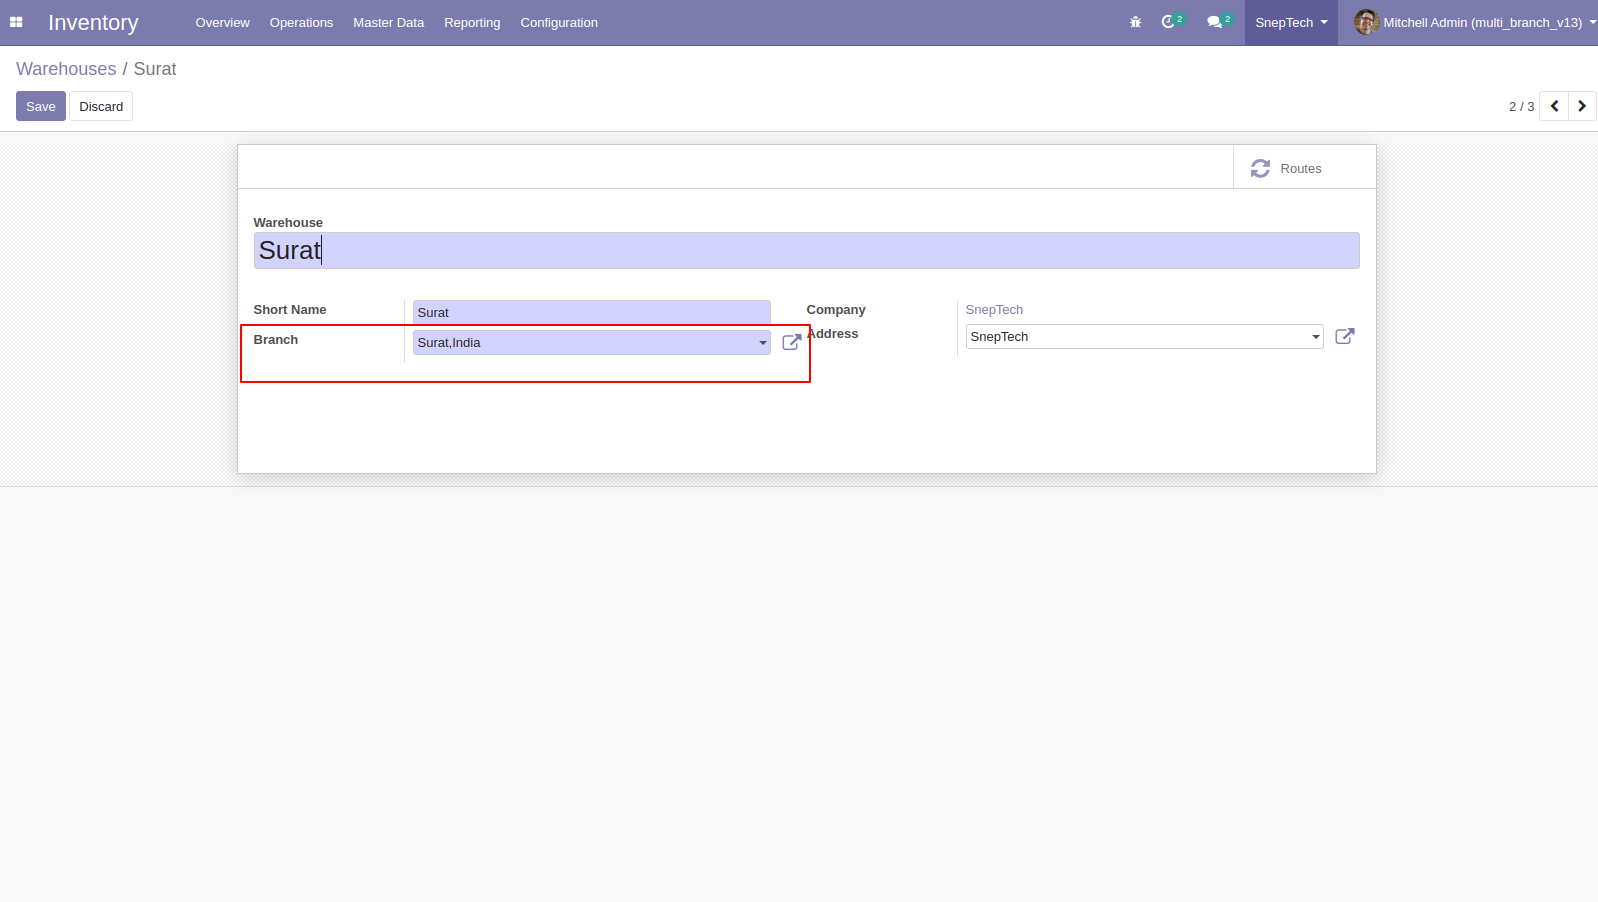 Inventory Overview Operations Master Data Reporting Configuration 2 2 SnepTech Mitchell Admin (multi_branch_v13)
Warehouses / Surat
Save Discard 2 / 3
Routes
Warehouse
Surat
Short Name Surat Company SnepTech
Branch Surat,India Address SnepTech